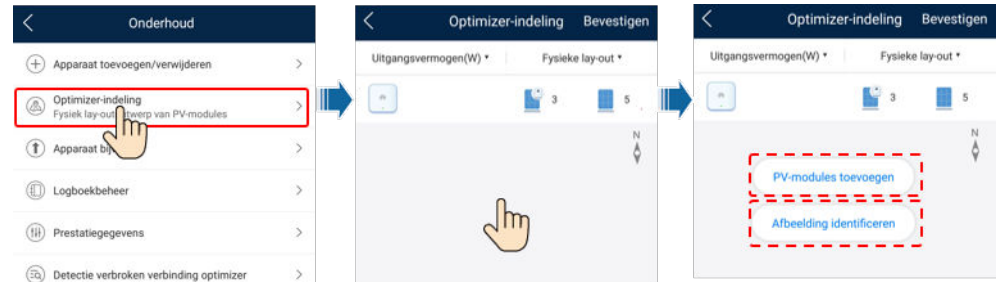 Onderhoud
Apparaat toevoegen/verwijderen
Optimizer-indeling
Fysiek lay-out van PV-modules
Apparaat
Logboekbeheer
Prestatiegegevens
Detectie verbroken verbinding optimizer
Optimizer-indeling Bevestigen
Uitgangsvermogen(W) Fysieke lay-out
3 5
N
Optimizer-indeling Bevestigen
Uitgangsvermogen(W) Fysieke lay-out
3 5
N
PV-modules toevoegen
Afbeelding identificeren